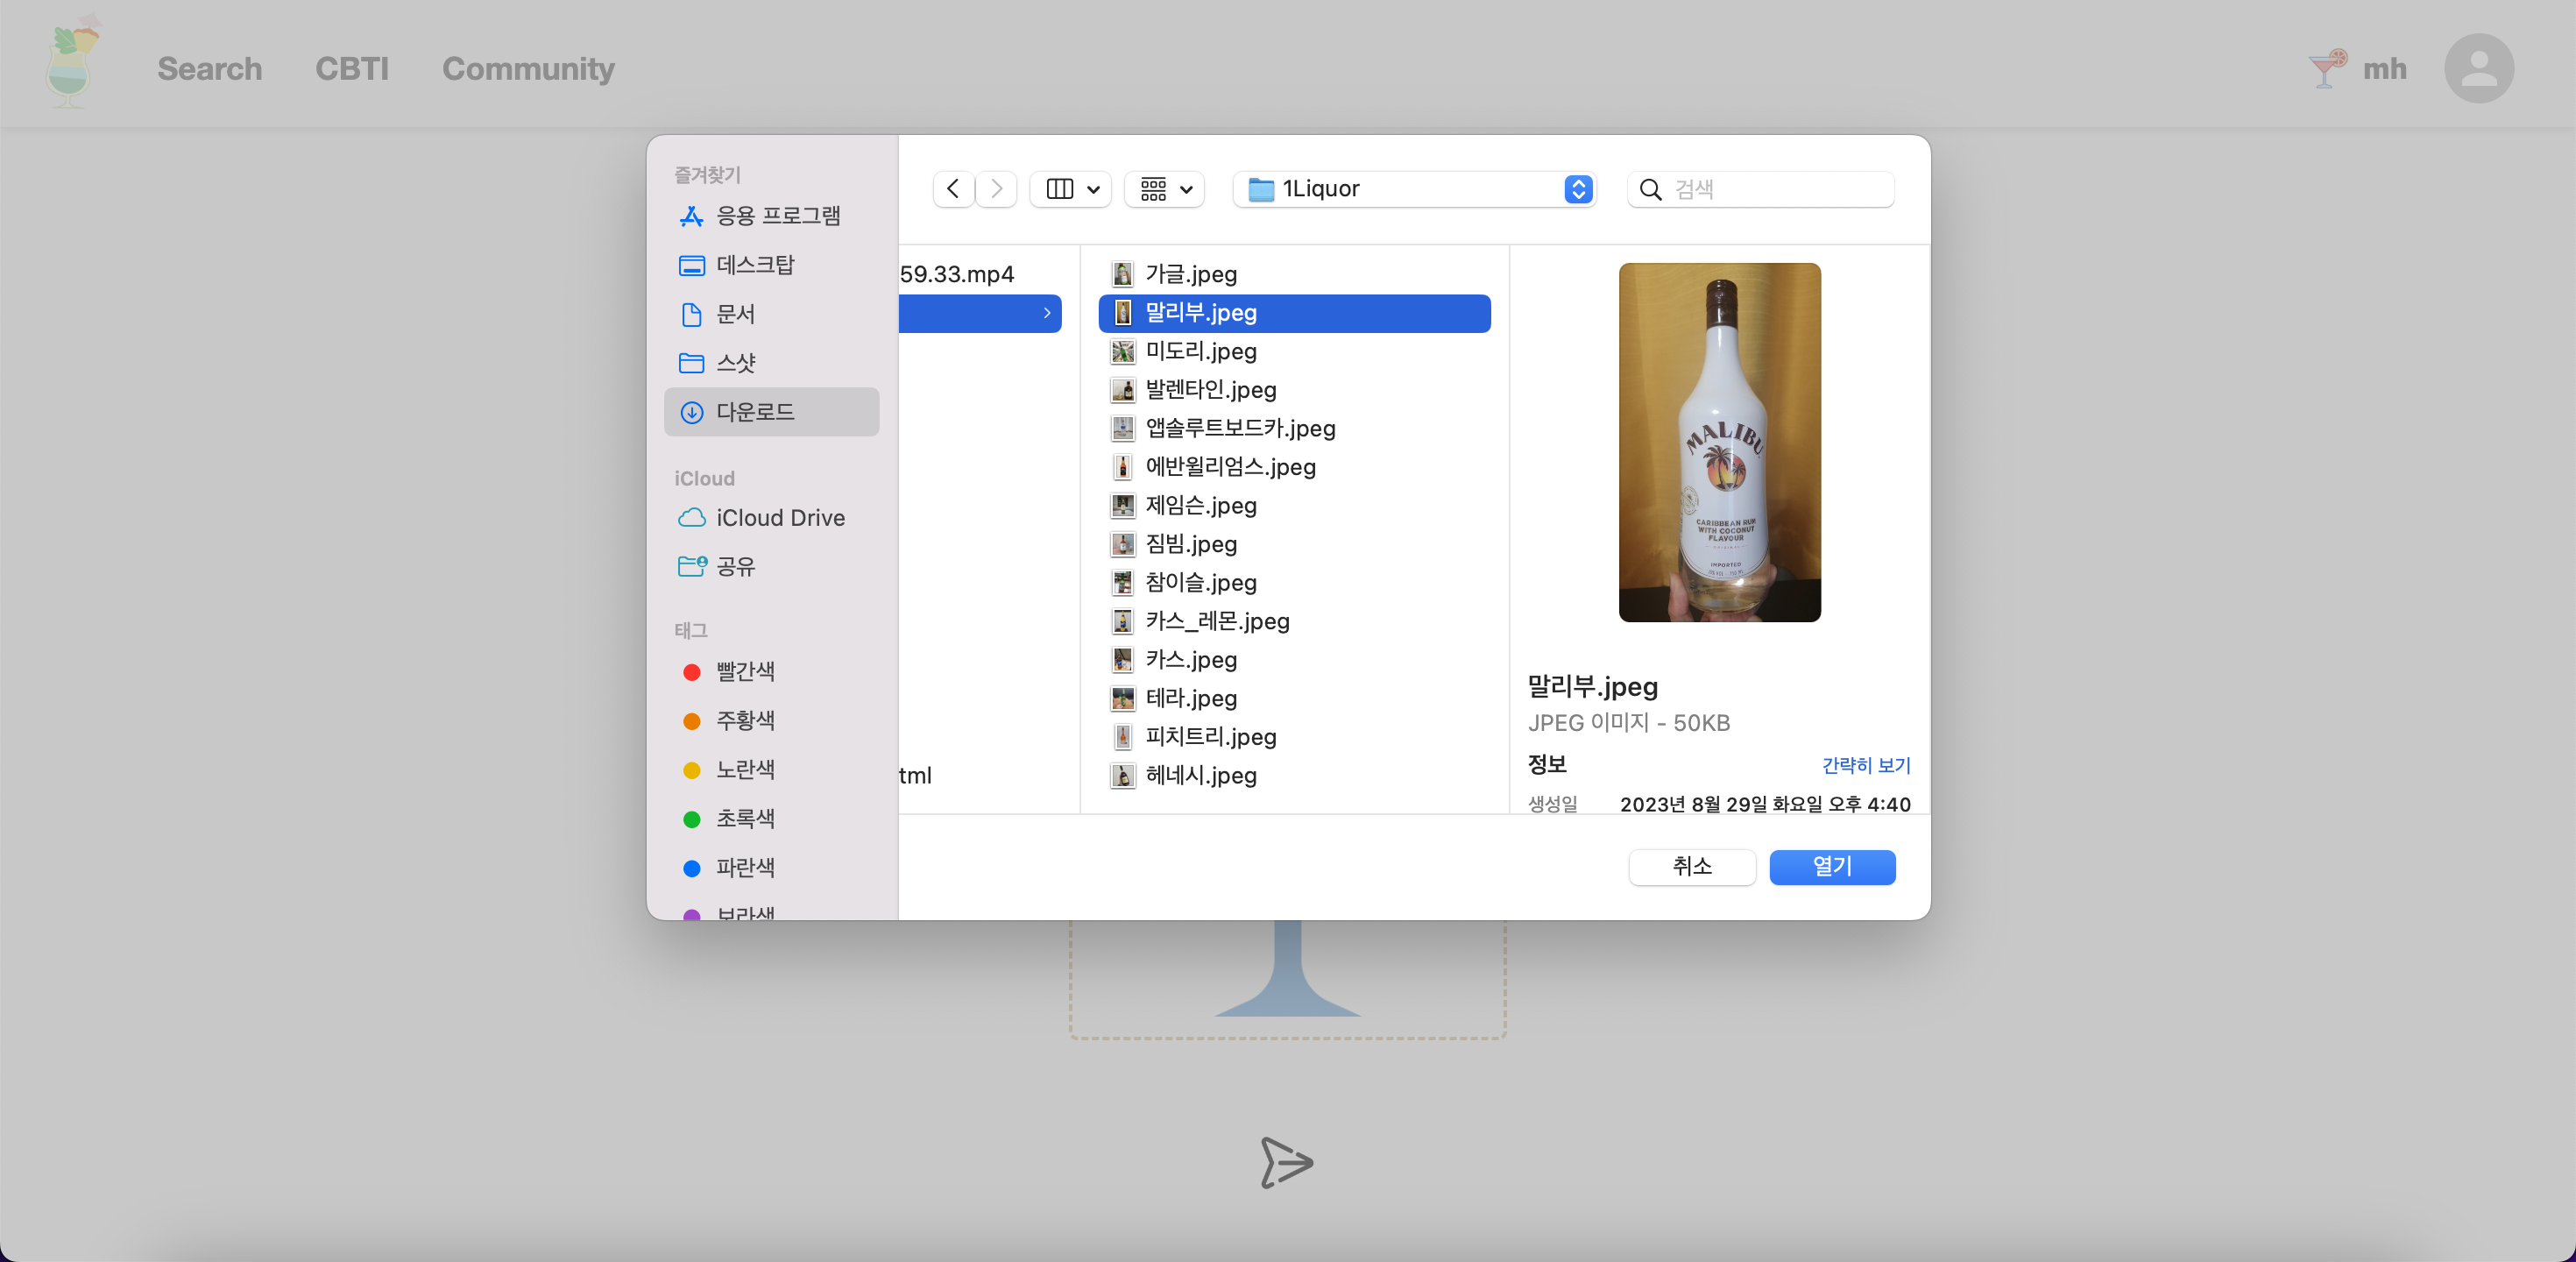 Search CBTI Community mh
즐겨찾기
응용 프로그램
데스크탑
문서
스샷
다운로드
iCloud
iCloud Drive
공유
태그
빨간색
주황색
노란색
초록색
파란색
보라색
1Liquor
검색
59.33.mp4
tml
가글.jpeg
말리부.jpeg
미도리.jpeg
발렌타인.jpeg
앱솔루트보드카.jpeg
에반윌리엄스.jpeg
제임슨.jpeg
짐빔.jpeg
참이슬.jpeg
카스_레몬.jpeg
카스.jpeg
테라.jpeg
피치트리.jpeg
헤네시.jpeg
MALIBU
CARIBBEAN RUM
WITH COCONUT
FLAVOUR
ORIGINAL
IMPORTED
말리부.jpeg
JPEG 이미지 - 50KB
정보 간략히 보기
생성일 2023년 8월 29일 화요일 오후 4:40
취소 열기